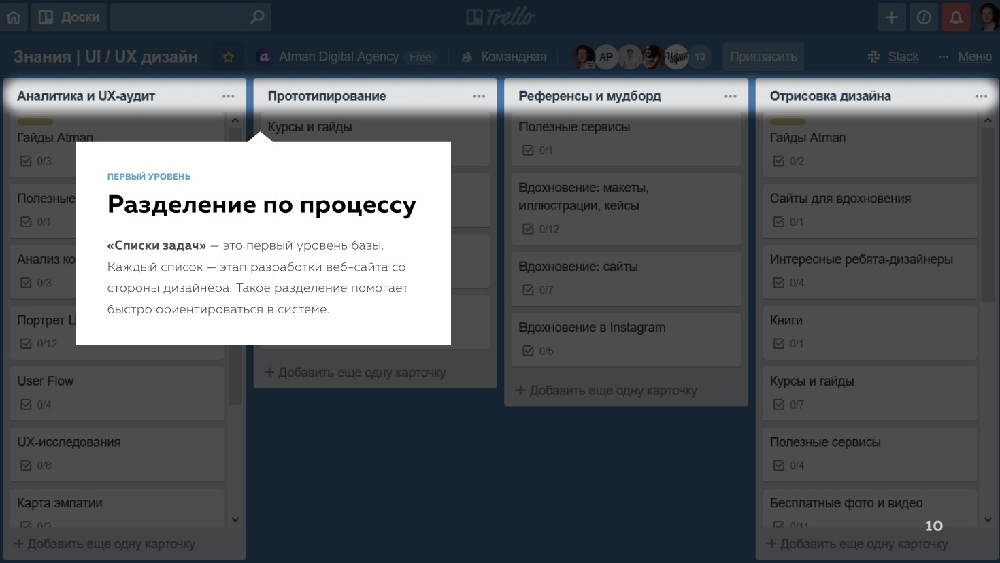 Доски
Trello
Знания | UI / UX дизайн
Atman Digital Agency Free
Командная
AP
13
Пригласить
Slack
Меню
Аналитика и UX-аудит
Гайды Atman
0/3
Полезные
0/1
Анализ
0/3
Портрет
0/12
User Flow
0/4
UX-исследования
0/6
Карта эмпатии
0/3
+ Добавить еще одну карточку
Прототипирование
Курсы и гайды
+ Добавить еще одну карточку
ПЕРВЫЙ УРОВЕНЬ
Разделение по процессу
«Списки задач» — это первый уровень базы.
Каждый список — этап разработки веб-сайта со
стороны дизайнера. Такое разделение помогает
быстро ориентироваться в системе.
Референсы и мудборд
Полезные сервисы
0/1
Вдохновение: макеты,
иллюстрации, кейсы
0/12
Вдохновение: сайты
0/7
Вдохновение в Instagram
0/5
+ Добавить еще одну карточку
Отрисовка дизайна
Гайды Atman
0/2
Сайты для вдохновения
0/1
Интересные ребята-дизайнеры
0/4
Книги
0/1
Курсы и гайды
0/7
Полезные сервисы
0/4
Бесплатные фото и видео
0/11
+ Добавить еще одну карточку
10